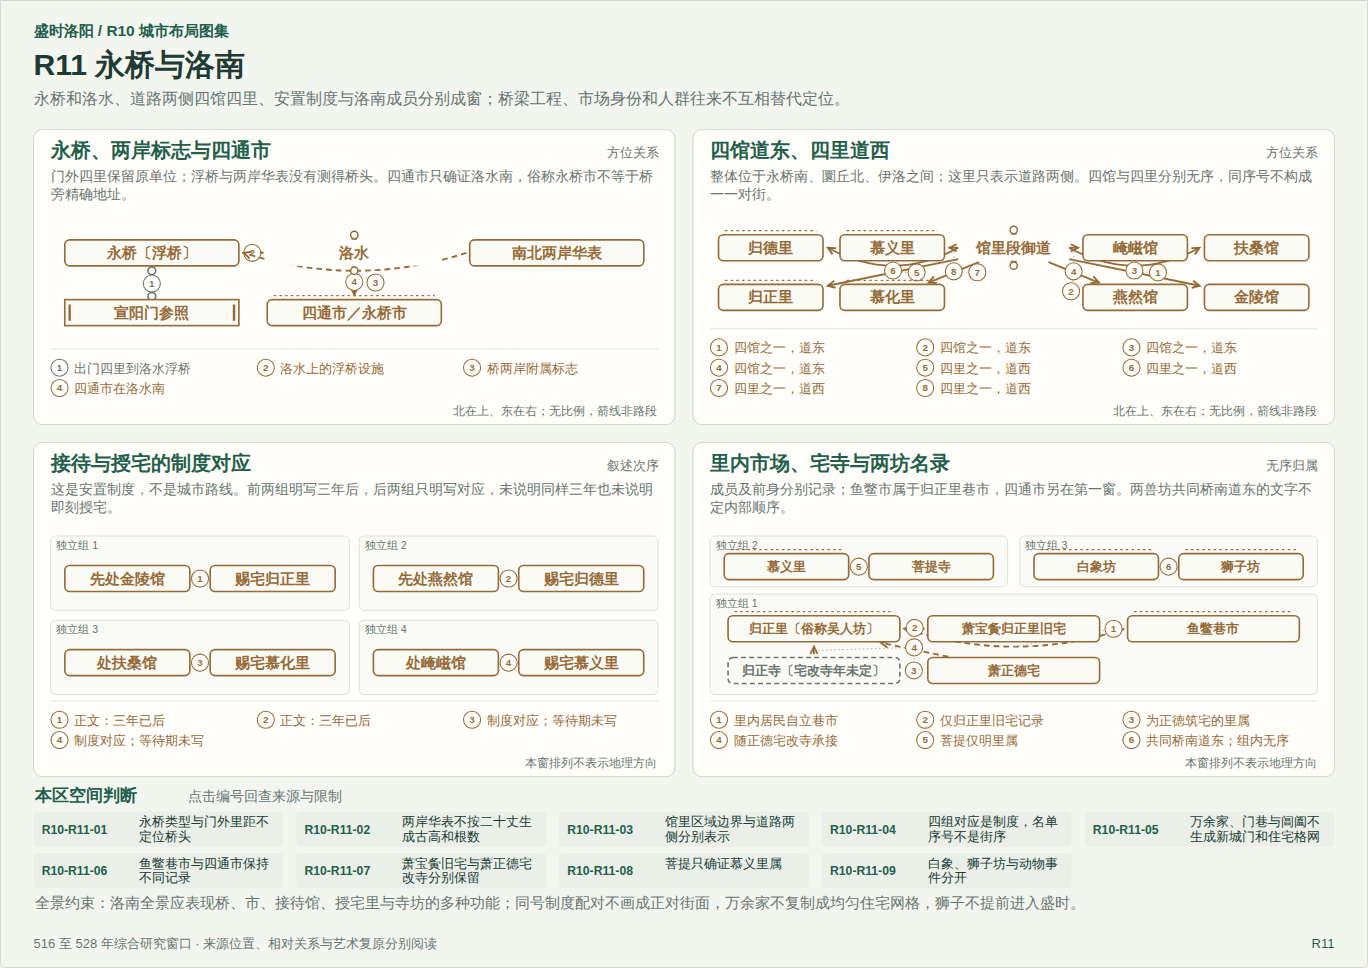 盛时洛阳 / R10 城市布局图集
R11 永桥与洛南
永桥和洛水、道路两侧四馆四里、安置制度与洛南成员分别成窗；桥梁工程、市场身份和人群往来不互相替代定位。
永桥、两岸标志与四通市
方位关系
门外四里保留原单位；浮桥与两岸华表没有测得桥头。四通市只确证洛水南，俗称永桥市不等于桥
旁精确地址。
永桥〔浮桥〕
2
洛水
南北两岸华表
1
4
3
宣阳门参照
四通市／永桥市
1 出门四里到洛水浮桥
2 洛水上的浮桥设施
3 桥两岸附属标志
4 四通市在洛水南
北在上、东在右；无比例，箭线非路段
四馆道东、四里道西
方位关系
整体位于永桥南、圜丘北、伊洛之间；这里只表示道路两侧。四馆与四里分别无序，同序号不构成
一一对街。
归德里
慕义里
馆里段御道
崦嵫馆
扶桑馆
6
5
8
7
4
3
1
2
归正里
慕化里
燕然馆
金陵馆
1 四馆之一，道东
2 四馆之一，道东
3 四馆之一，道东
4 四馆之一，道东
5 四里之一，道西
6 四里之一，道西
7 四里之一，道西
8 四里之一，道西
北在上、东在右；无比例，箭线非路段
接待与授宅的制度对应
叙述次序
这是安置制度，不是城市路线。前两组明写三年后，后两组只明写对应，未说明同样三年也未说明
即刻授宅。
独立组 1
先处金陵馆
1
赐宅归正里
独立组 2
先处燕然馆
2
赐宅归德里
独立组 3
处扶桑馆
3
赐宅慕化里
独立组 4
处崦嵫馆
4
赐宅慕义里
1 正文：三年已后
2 正文：三年已后
3 制度对应；等待期未写
4 制度对应；等待期未写
本窗排列不表示地理方向
里内市场、宅寺与两坊名录
无序归属
成员及前身分别记录；鱼鳖市属于归正里巷市，四通市另在第一窗。两兽坊共同桥南道东的文字不
定内部顺序。
独立组 2
慕义里
5
菩提寺
独立组 3
白象坊
6
狮子坊
独立组 1
归正里〔俗称吴人坊〕
2
萧宝夤归正里旧宅
1
鱼鳖巷市
4
归正寺〔宅改寺年未定〕
3
萧正德宅
1 里内居民自立巷市
2 仅归正里旧宅记录
3 为正德筑宅的里属
4 随正德宅改寺承接
5 菩提仅明里属
6 共同桥南道东；组内无序
本窗排列不表示地理方向
本区空间判断
点击编号回查来源与限制
R10-R11-01
永桥类型与门外里距不
定位桥头
R10-R11-02
两岸华表不按二十丈生
成古高和根数
R10-R11-03
馆里区域边界与道路两
侧分别表示
R10-R11-04
四组对应是制度，名单
序号不是街序
R10-R11-05
万余家、门巷与阊阖不
生成新城门和住宅格网
R10-R11-06
鱼鳖巷市与四通市保持
不同记录
R10-R11-07
萧宝夤旧宅与萧正德宅
改寺分别保留
R10-R11-08
菩提只确证慕义里属
R10-R11-09
白象、狮子坊与动物事
件分开
全景约束：洛南全景应表现桥、市、接待馆、授宅里与寺坊的多种功能；同号制度配对不画成正对街面，万余家不复制成均匀住宅网格，狮子不提前进入盛时。
516 至 528 年综合研究窗口 · 来源位置、相对关系与艺术复原分别阅读
R11